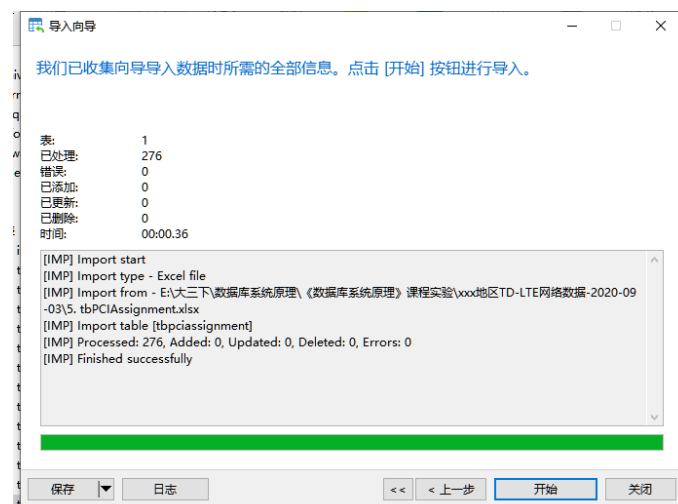 导入向导
我们已收集向导导入数据时所需的全部信息。点击 [开始] 按钮进行导入。
表: 1
已处理: 276
错误: 0
已添加: 0
已更新: 0
已删除: 0
时间: 00:00.36
[IMP] Import start
[IMP] Import type - Excel file
[IMP] Import from - E:\大三下\数据库系统原理\《数据库系统原理》课程实验\xxx地区TD-LTE网络数据-2020-09
-03\5. tbPCIAssignment.xlsx
[IMP] Import table [tbpciassignment]
[IMP] Processed: 276, Added: 0, Updated: 0, Deleted: 0, Errors: 0
[IMP] Finished successfully
保存 日志 << < 上一步 开始 关闭